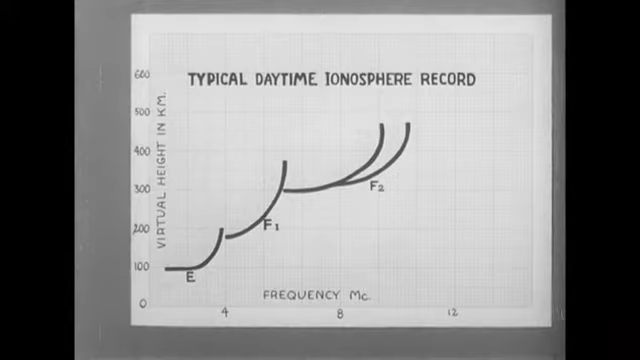 TYPICAL DAYTIME IONOSPHERE RECORD
VIRTUAL HEIGHT IN KM.
600
500
400
300
200
100
0
E
F1
F2
FREQUENCY Mc.
4
8
12